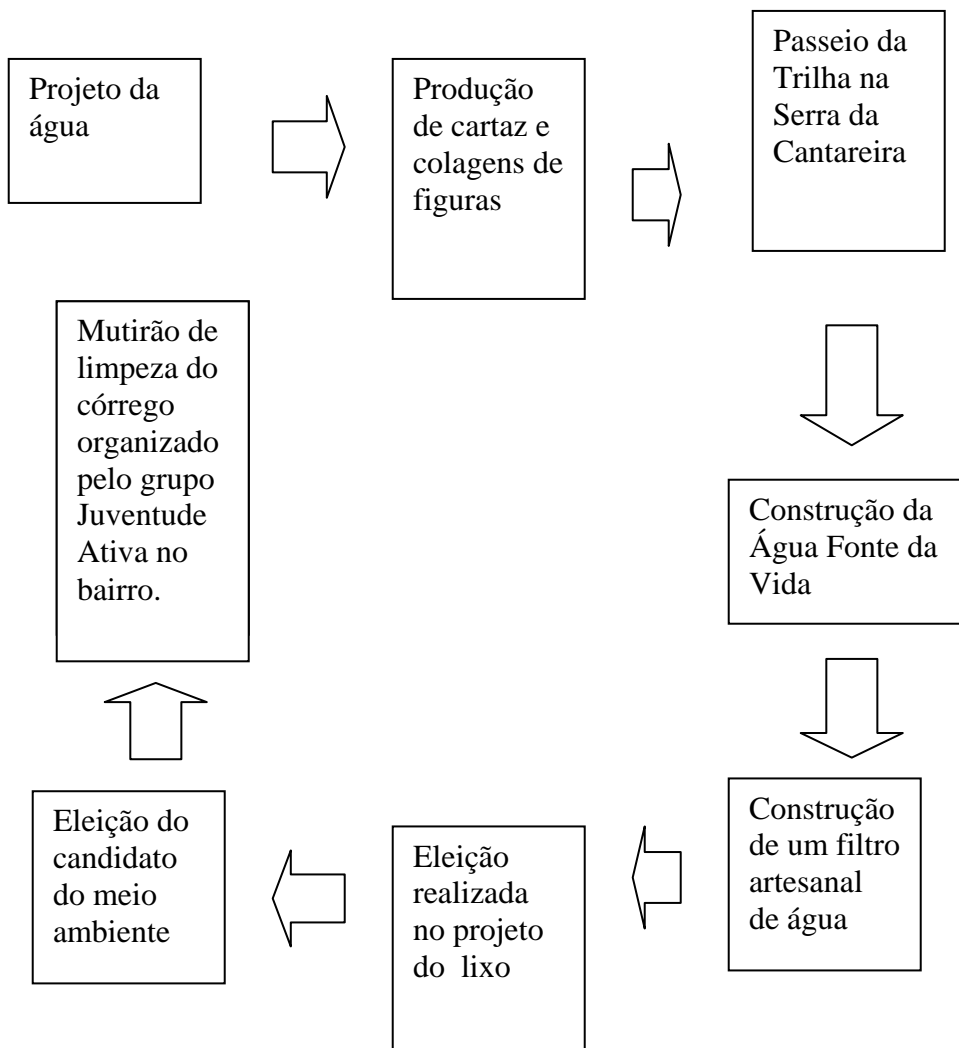 Projeto da
água
Produção
de cartaz e
colagens de
figuras
Passeio da
Trilha na
Serra da
Cantareira
Construção da
Água Fonte da
Vida
Construção
de um filtro
artesanal
de água
Eleição
realizada
no projeto
do lixo
Eleição do
candidato
do meio
ambiente
Mutirão de
limpeza do
córrego
organizado
pelo grupo
Juventude
Ativa no
bairro.